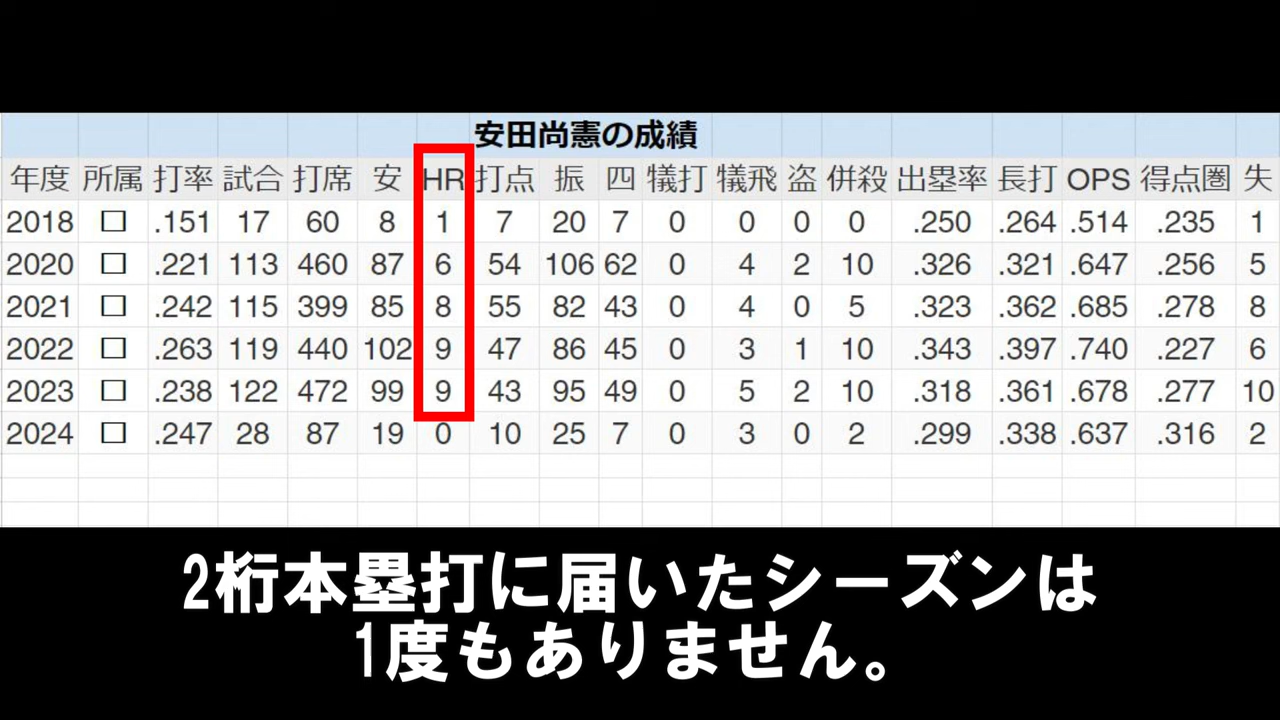 安田尚憲の成績
年度 所属 打率 試合 打席 安 HR 打点 振 四 犠打 犠飛 盗 併殺 出塁率 長打 OPS 得点圏 失
2018 ロ .151 17 60 8 1 7 20 7 0 0 0 0 .250 .264 .514 .235 1
2020 ロ .221 113 460 87 6 54 106 62 0 4 2 10 .326 .321 .647 .256 5
2021 ロ .242 115 399 85 8 55 82 43 0 4 0 5 .323 .362 .685 .278 8
2022 ロ .263 119 440 102 9 47 86 45 0 3 1 10 .343 .397 .740 .227 6
2023 ロ .238 122 472 99 9 43 95 49 0 5 2 10 .318 .361 .678 .277 10
2024 ロ .247 28 87 19 0 10 25 7 0 3 0 2 .299 .338 .637 .316 2
2桁本塁打に届いたシーズンは
1度もありません。